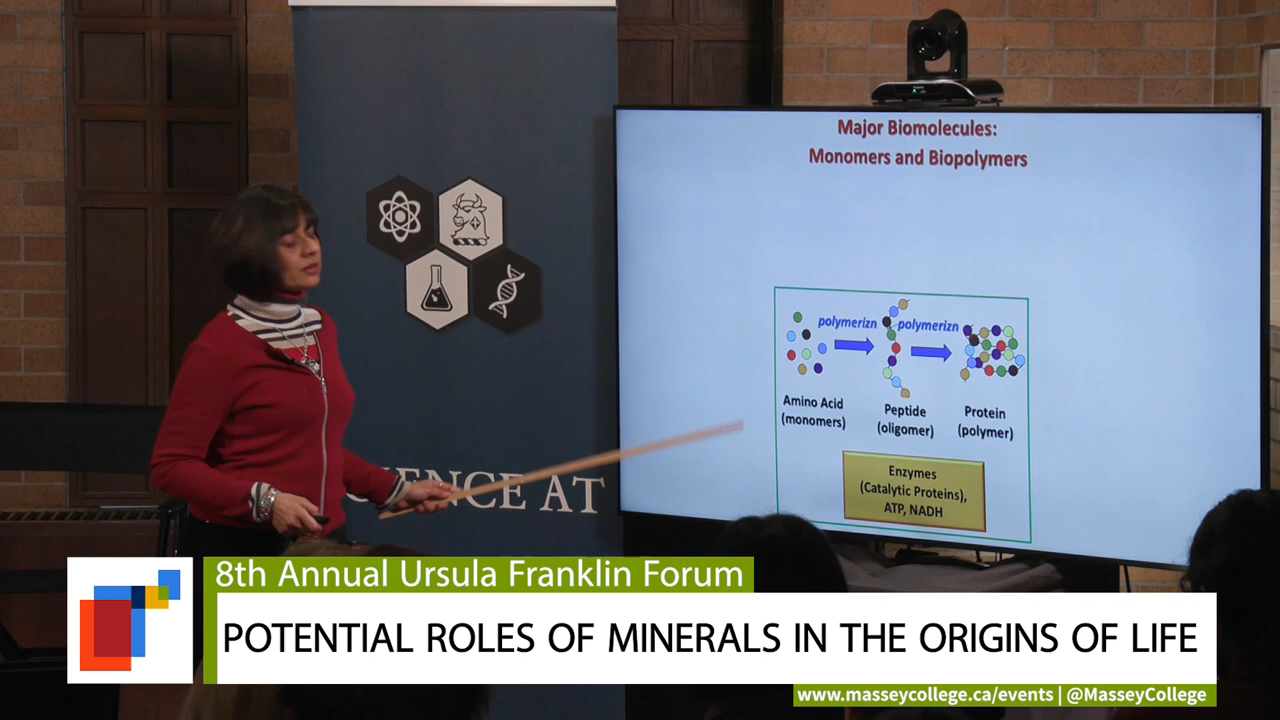 Major Biomolecules:
Monomers and Biopolymers
polymerizn
polymerizn
Amino Acid
(monomers)
Peptide
(oligomer)
Protein
(polymer)
Enzymes
(Catalytic Proteins),
ATP, NADH
IENCE AT
8th Annual Ursula Franklin Forum
POTENTIAL ROLES OF MINERALS IN THE ORIGINS OF LIFE
www.masseycollege.ca/events | @MasseyCollege